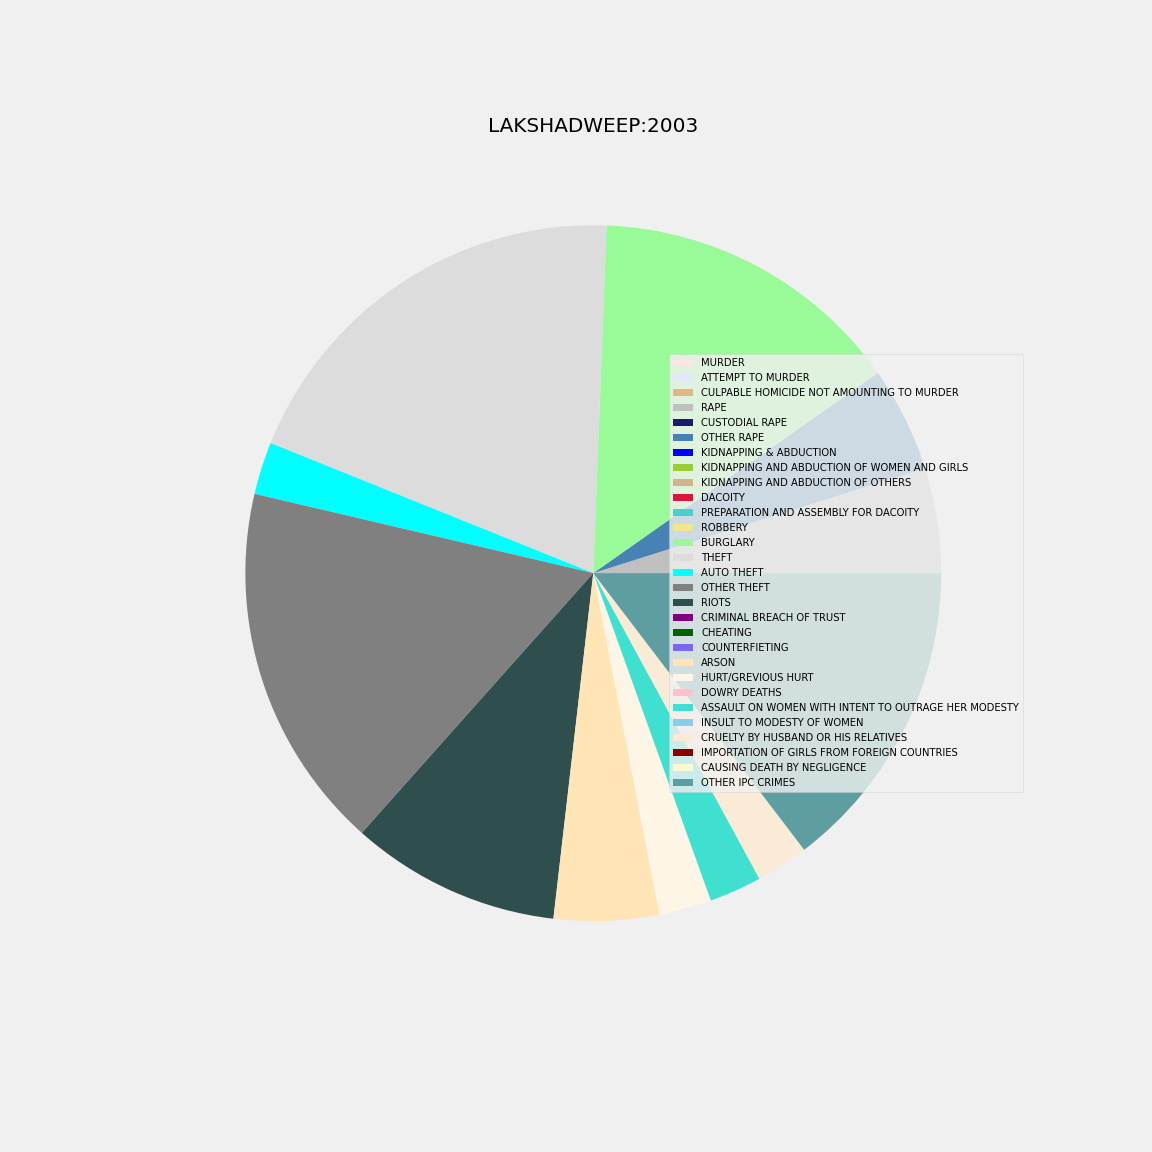 LAKSHADWEEP:2003
MURDER
ATTEMPT TO MURDER
CULPABLE HOMICIDE NOT AMOUNTING TO MURDER
RAPE
CUSTODIAL RAPE
OTHER RAPE
KIDNAPPING & ABDUCTION
KIDNAPPING AND ABDUCTION OF WOMEN AND GIRLS
KIDNAPPING AND ABDUCTION OF OTHERS
DACOITY
PREPARATION AND ASSEMBLY FOR DACOITY
ROBBERY
BURGLARY
THEFT
AUTO THEFT
OTHER THEFT
RIOTS
CRIMINAL BREACH OF TRUST
CHEATING
COUNTERFIETING
ARSON
HURT/GREVIOUS HURT
DOWRY DEATHS
ASSAULT ON WOMEN WITH INTENT TO OUTRAGE HER MODESTY
INSULT TO MODESTY OF WOMEN
CRUELTY BY HUSBAND OR HIS RELATIVES
IMPORTATION OF GIRLS FROM FOREIGN COUNTRIES
CAUSING DEATH BY NEGLIGENCE
OTHER IPC CRIMES